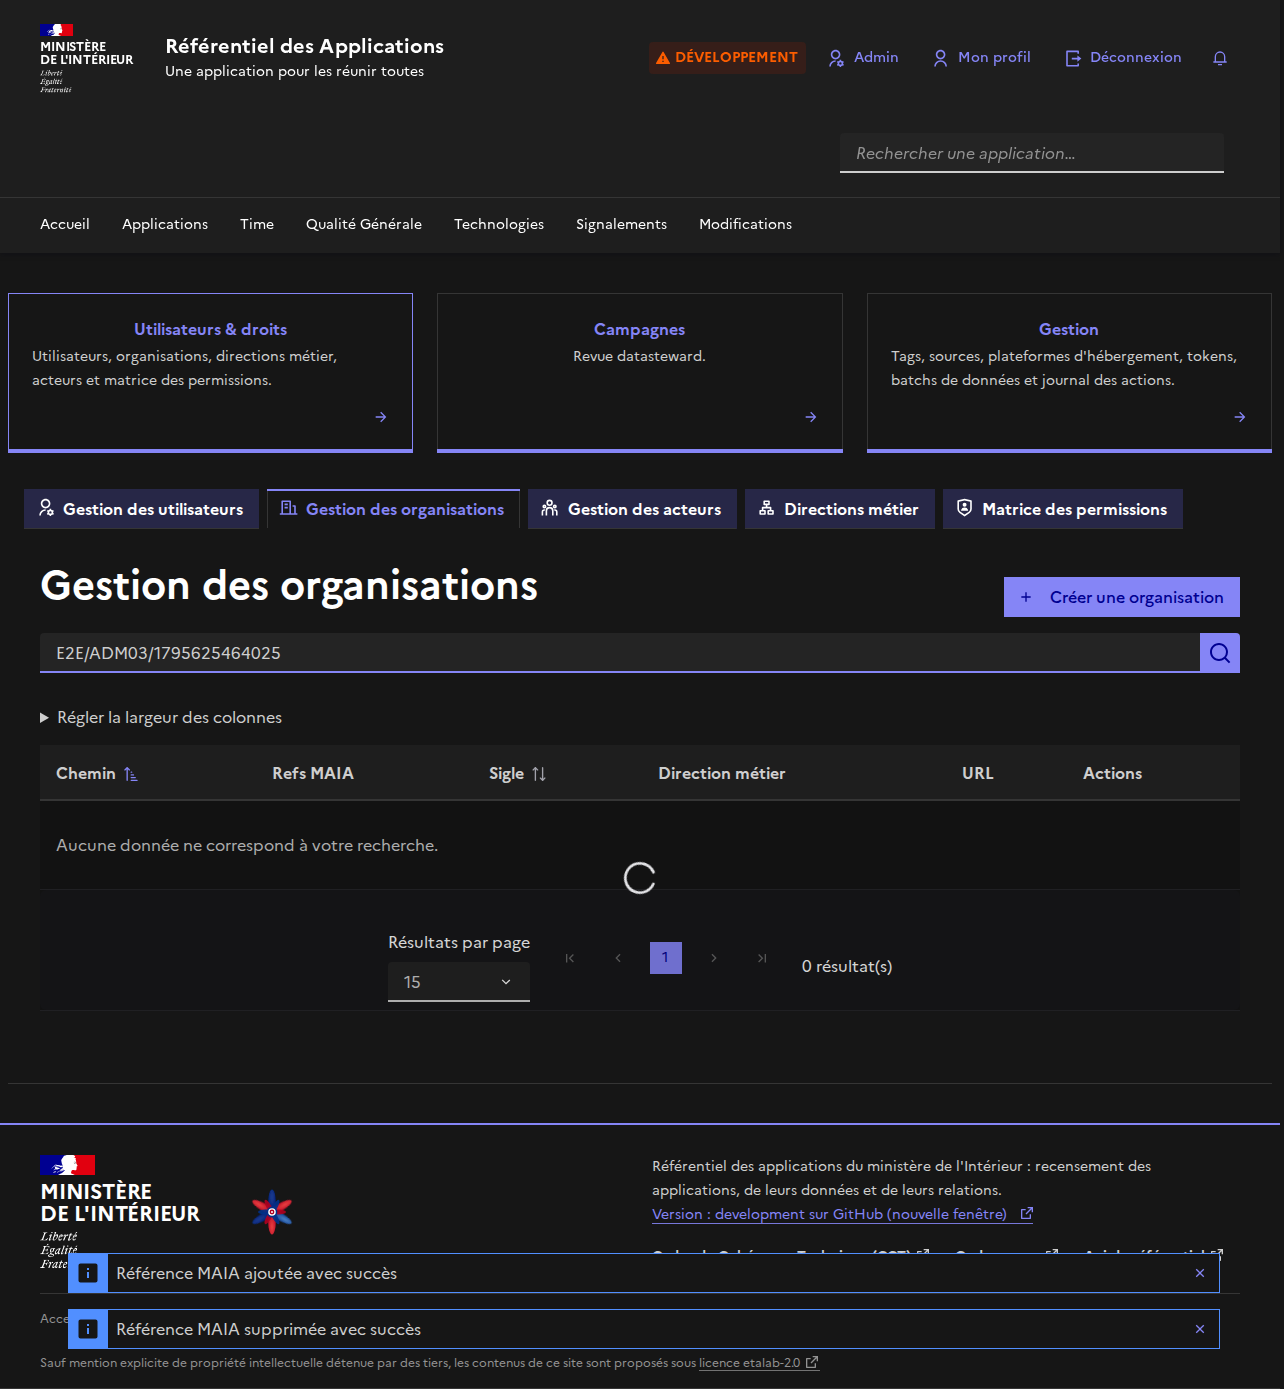 MINISTÈRE
DE L'INTÉRIEUR
Liberté
Égalité
Fraternité
Référentiel des Applications
Une application pour les réunir toutes
DÉVELOPPEMENT
Admin
Mon profil
Déconnexion
Rechercher une application...
Accueil
Applications
Time
Qualité Générale
Technologies
Signalements
Modifications
Utilisateurs & droits
Utilisateurs, organisations, directions métier,
acteurs et matrice des permissions.
Campagnes
Revue datasteward.
Gestion
Tags, sources, plateformes d'hébergement, tokens,
batchs de données et journal des actions.
Gestion des utilisateurs
Gestion des organisations
Gestion des acteurs
Directions métier
Matrice des permissions
Gestion des organisations
Créer une organisation
E2E/ADM03/1795625464025
Régler la largeur des colonnes
Chemin
Refs MAIA
Sigle
Direction métier
URL
Actions
Aucune donnée ne correspond à votre recherche.
Résultats par page
15
1
0 résultat(s)
MINISTÈRE
DE L'INTÉRIEUR
Liberté
Égalité
Référentiel des applications du ministère de l'Intérieur : recensement des
applications, de leurs données et de leurs relations.
Version : development sur GitHub (nouvelle fenêtre)
Référence MAIA ajoutée avec succès
Référence MAIA supprimée avec succès
Sauf mention explicite de propriété intellectuelle détenue par des tiers, les contenus de ce site sont proposés sous licence etalab-2.0